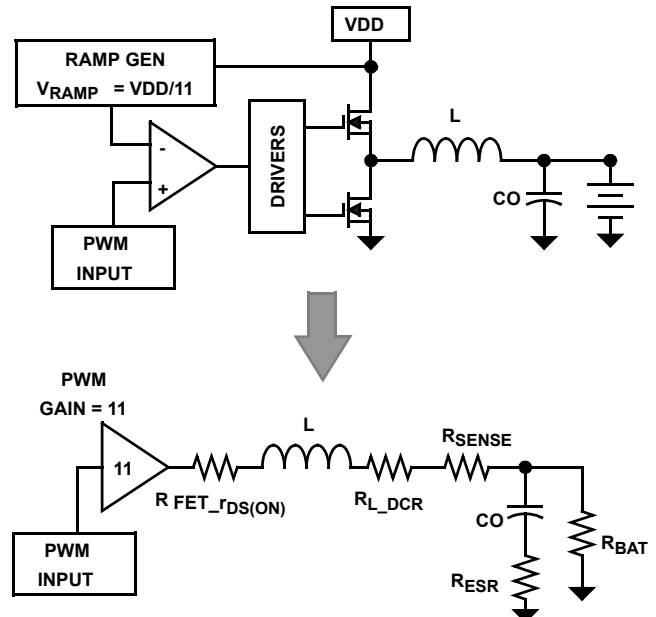 VDD
RAMP GEN
VRAMP = VDD/11
-
+
DRIVERS
L
CO
PWM
INPUT
PWM
GAIN = 11
11
L
RSENSE
R FET_rDS(ON)
RL_DCR
CO
RBAT
RESR
PWM
INPUT